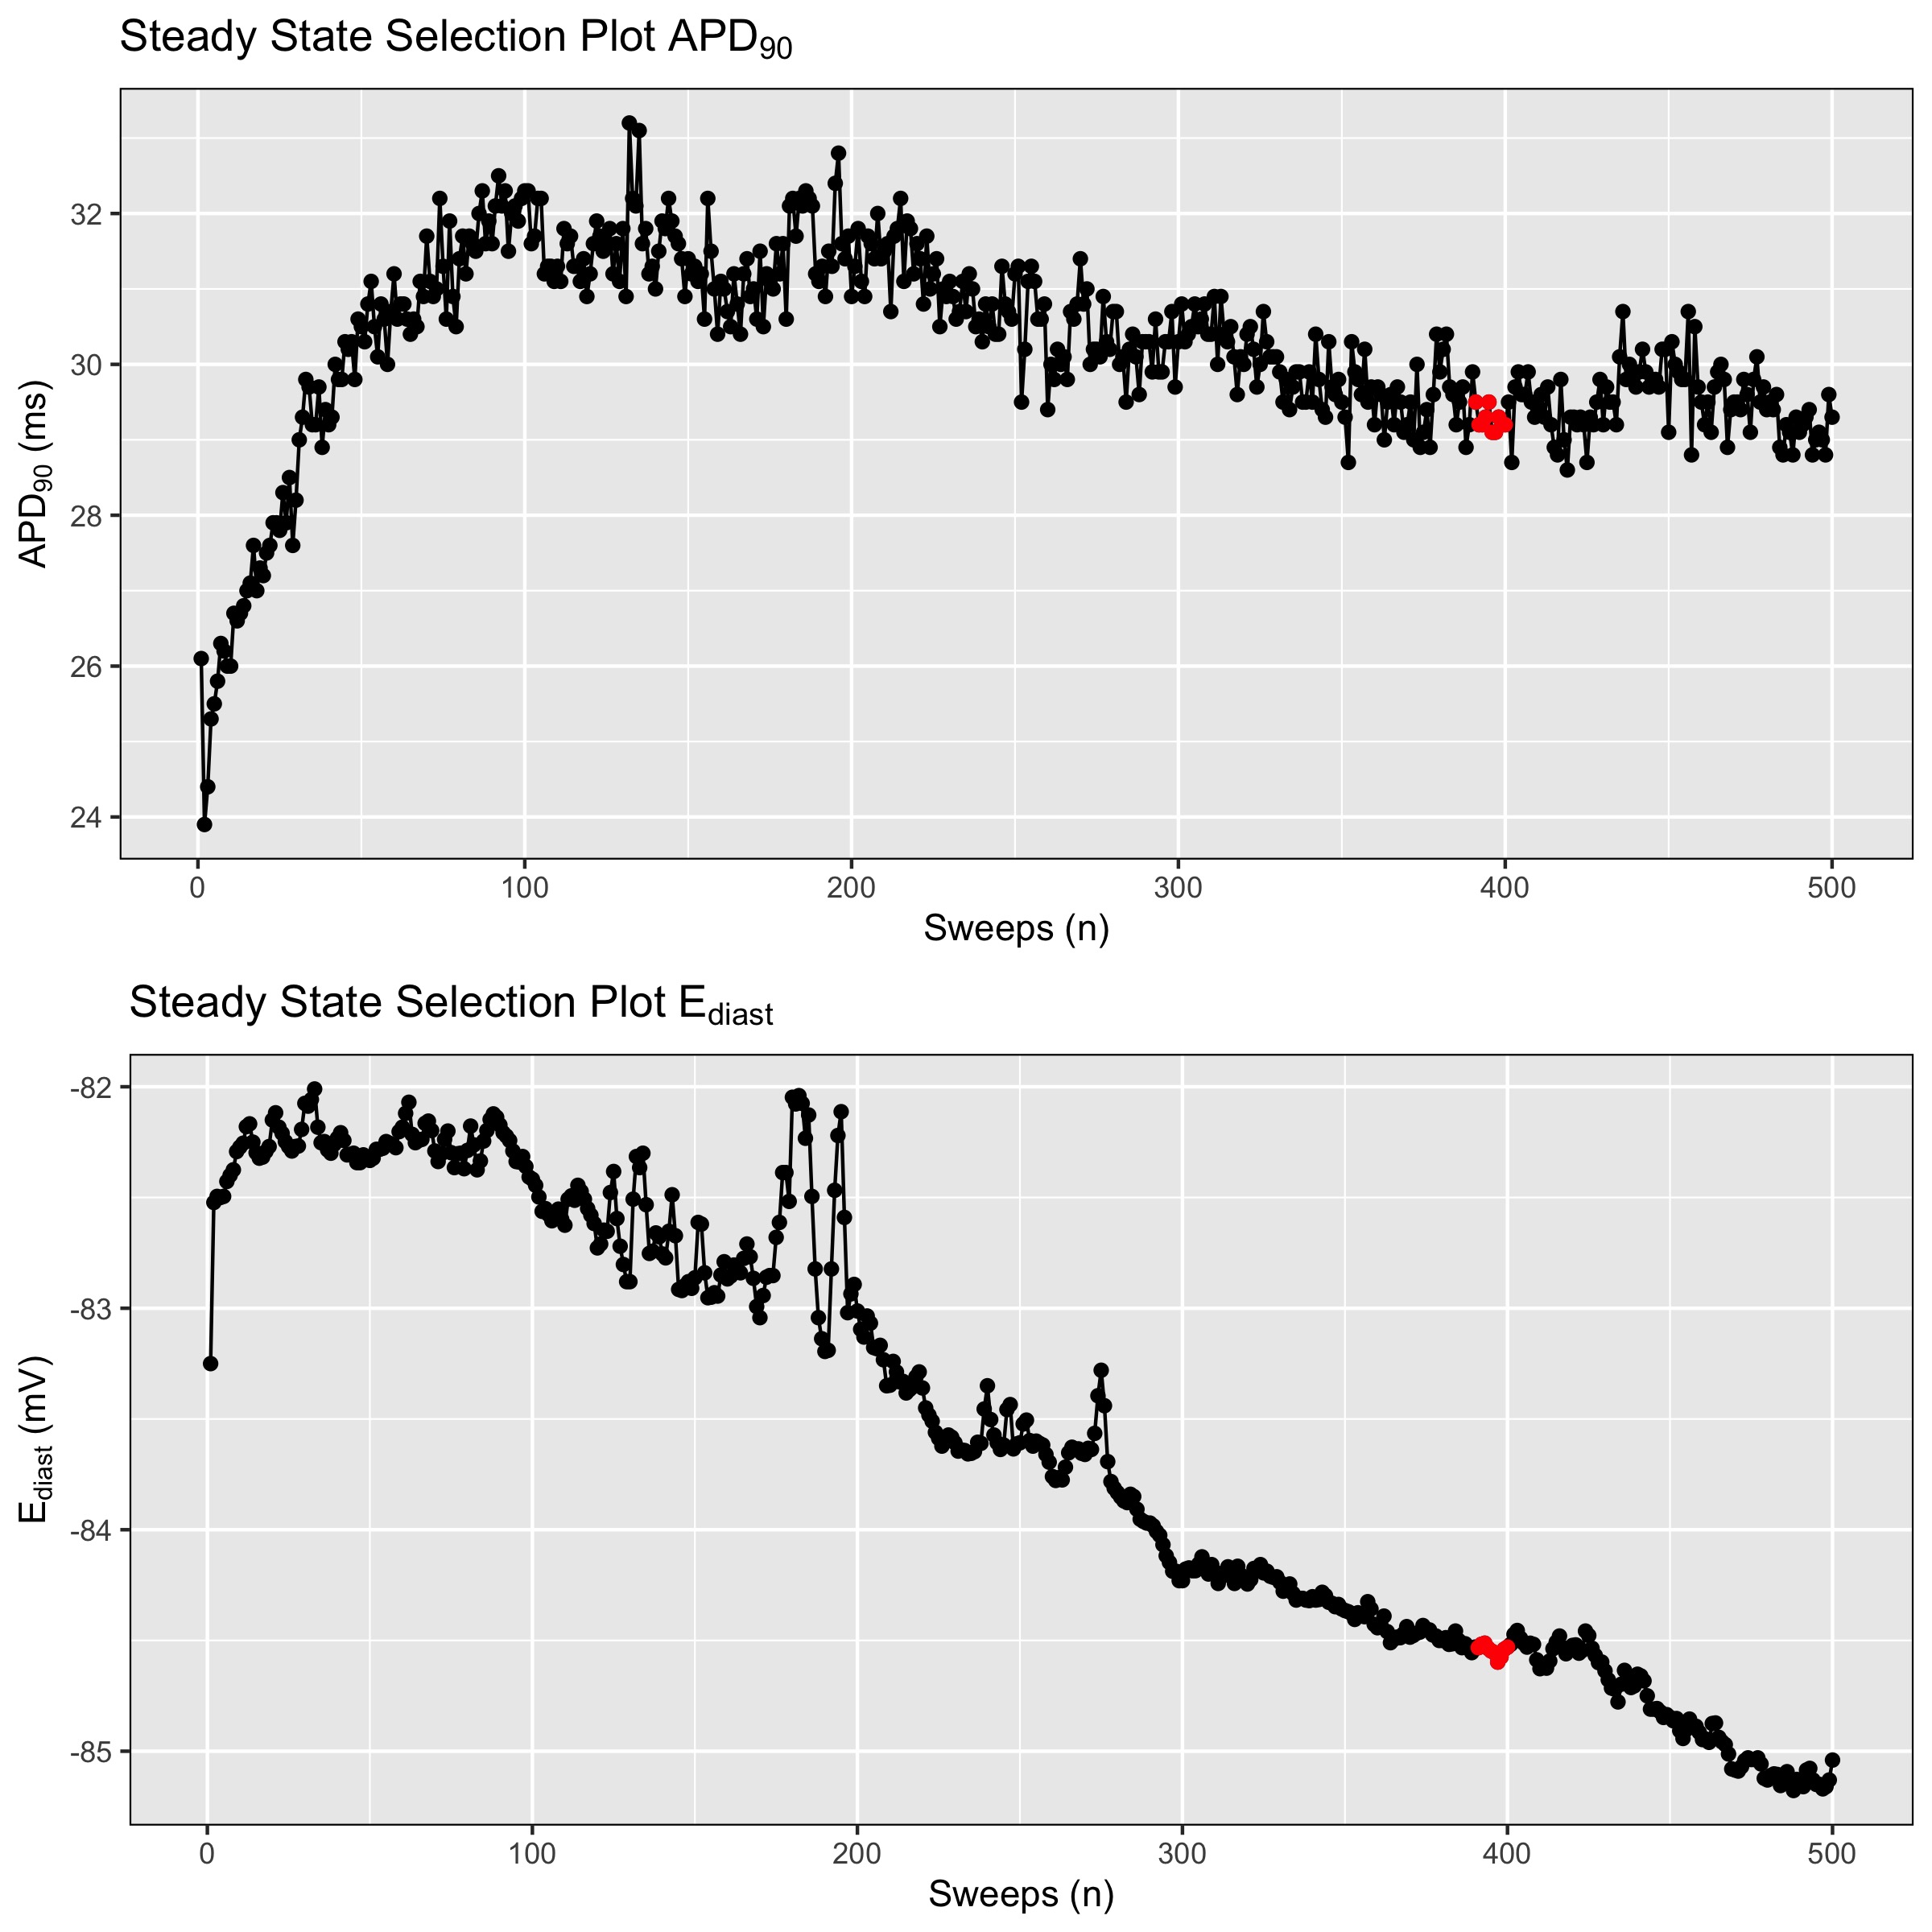 Steady State Selection Plot APD90
32
30
28
26
24
APD90 (ms)
0 100 200 300 400 500
Sweeps (n)
Steady State Selection Plot Ediast
-82
-83
-84
-85
Ediast (mV)
0 100 200 300 400 500
Sweeps (n)